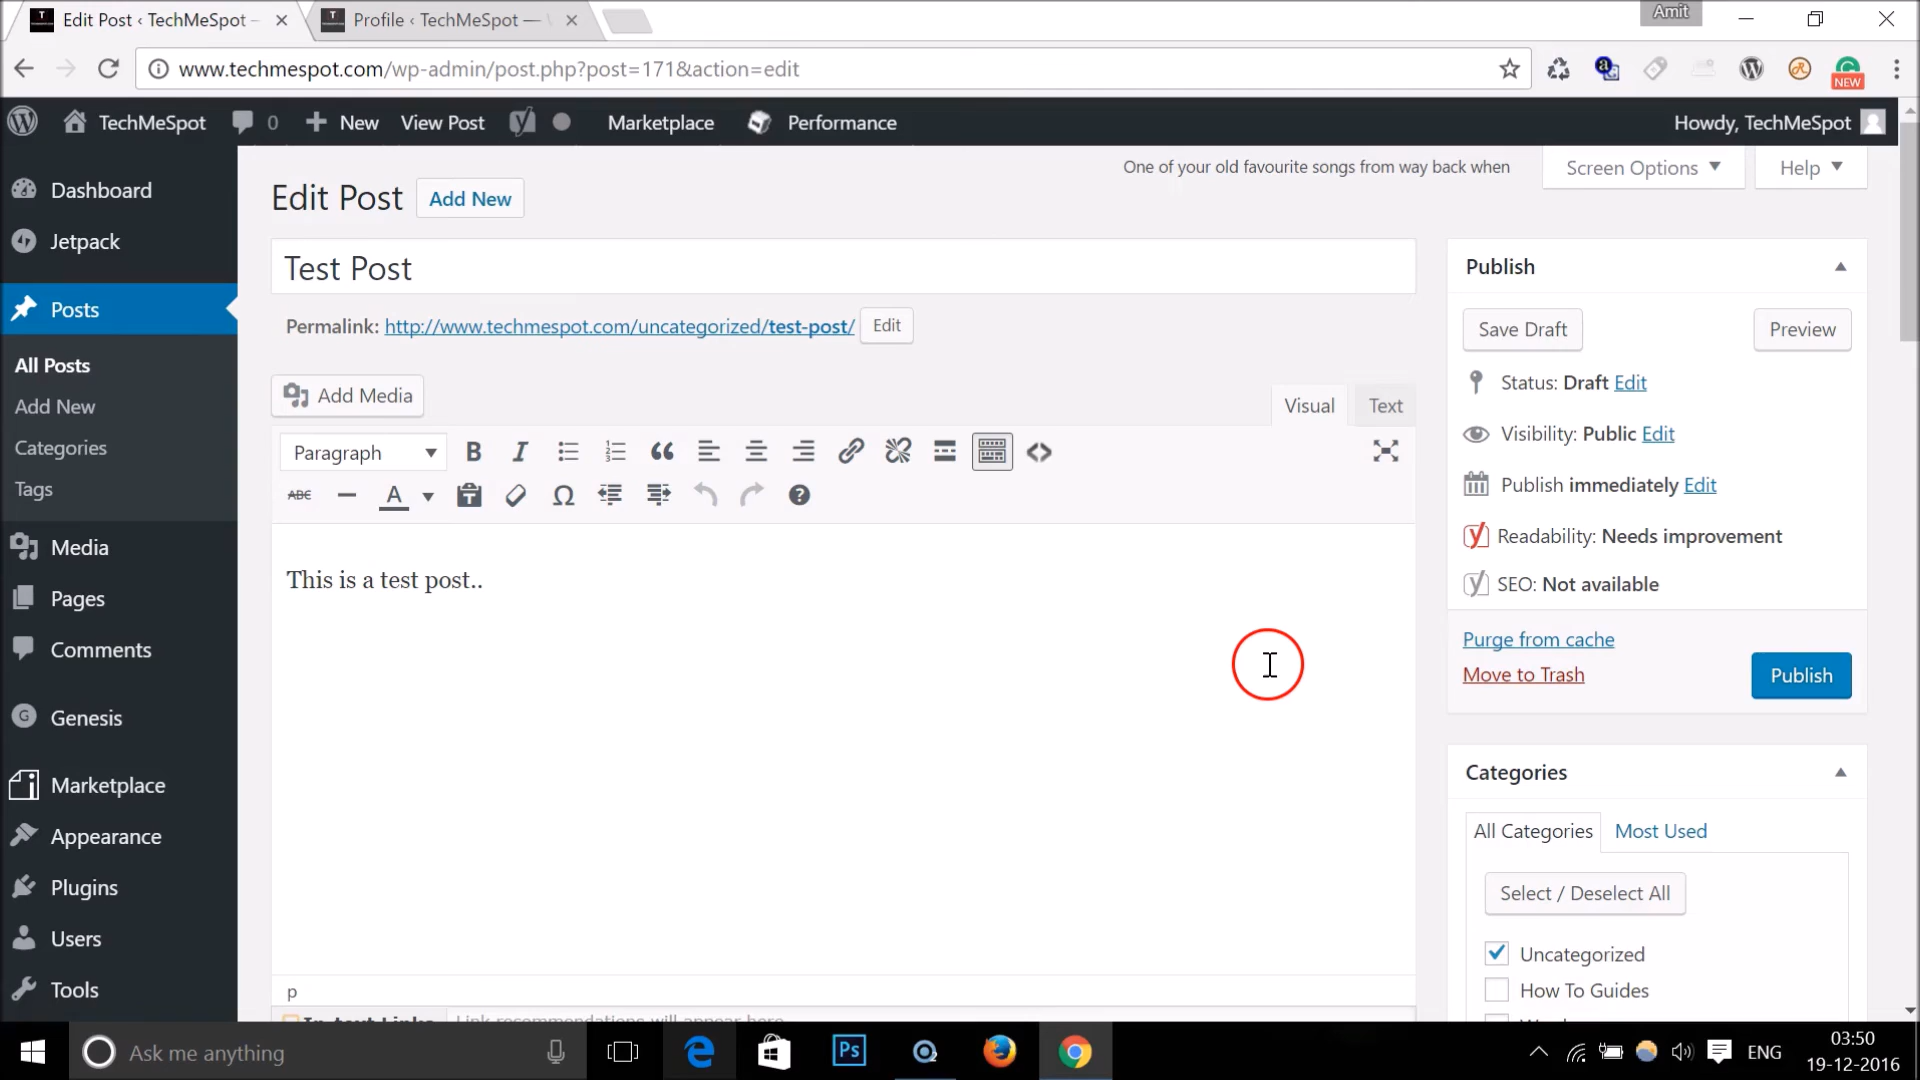 Edit Post ‹ TechMeSpot –
Profile ‹ TechMeSpot —
Amit
www.techmespot.com/wp-admin/post.php?post=171&action=edit
NEW
TechMeSpot 0 New View Post Marketplace Performance Howdy, TechMeSpot
One of your old favourite songs from way back when
Screen Options
Help
Dashboard
Jetpack
Posts
All Posts
Add New
Categories
Tags
Media
Pages
Comments
Genesis
Marketplace
Appearance
Plugins
Users
Tools
Edit Post Add New
Test Post
Permalink: http://www.techmespot.com/uncategorized/test-post/ Edit
Add Media
Visual Text
Paragraph
B I
ABC A Ω
This is a test post..
p
Publish
Save Draft Preview
Status: Draft Edit
Visibility: Public Edit
Publish immediately Edit
Readability: Needs improvement
SEO: Not available
Purge from cache
Move to Trash
Publish
Categories
All Categories Most Used
Select / Deselect All
Uncategorized
How To Guides
Ask me anything
Ps
ENG
03:50
19-12-2016